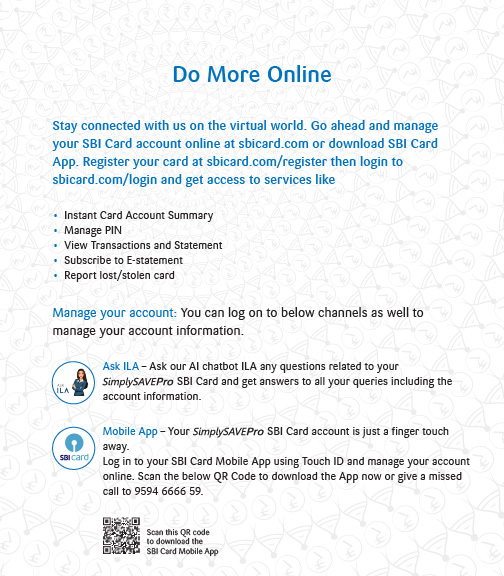 Do More Online
Stay connected with us on the virtual world. Go ahead and manage
your SBI Card account online at sbicard.com or download SBI Card
App. Register your card at sbicard.com/register then login to
sbicard.com/login and get access to services like
• Instant Card Account Summary
• Manage PIN
• View Transactions and Statement
• Subscribe to E-statement
• Report lost/stolen card
Manage your account: You can log on to below channels as well to
manage your account information.
ASK
ILA
Ask ILA – Ask our AI chatbot ILA any questions related to your
SimplySAVEPro SBI Card and get answers to all your queries including the
account information.
SBI card
Mobile App – Your SimplySAVEPro SBI Card account is just a finger touch
away.
Log in to your SBI Card Mobile App using Touch ID and manage your account
online. Scan the below QR Code to download the App now or give a missed
call to 9594 6666 59.
Scan this QR code
to download the
SBI Card Mobile App